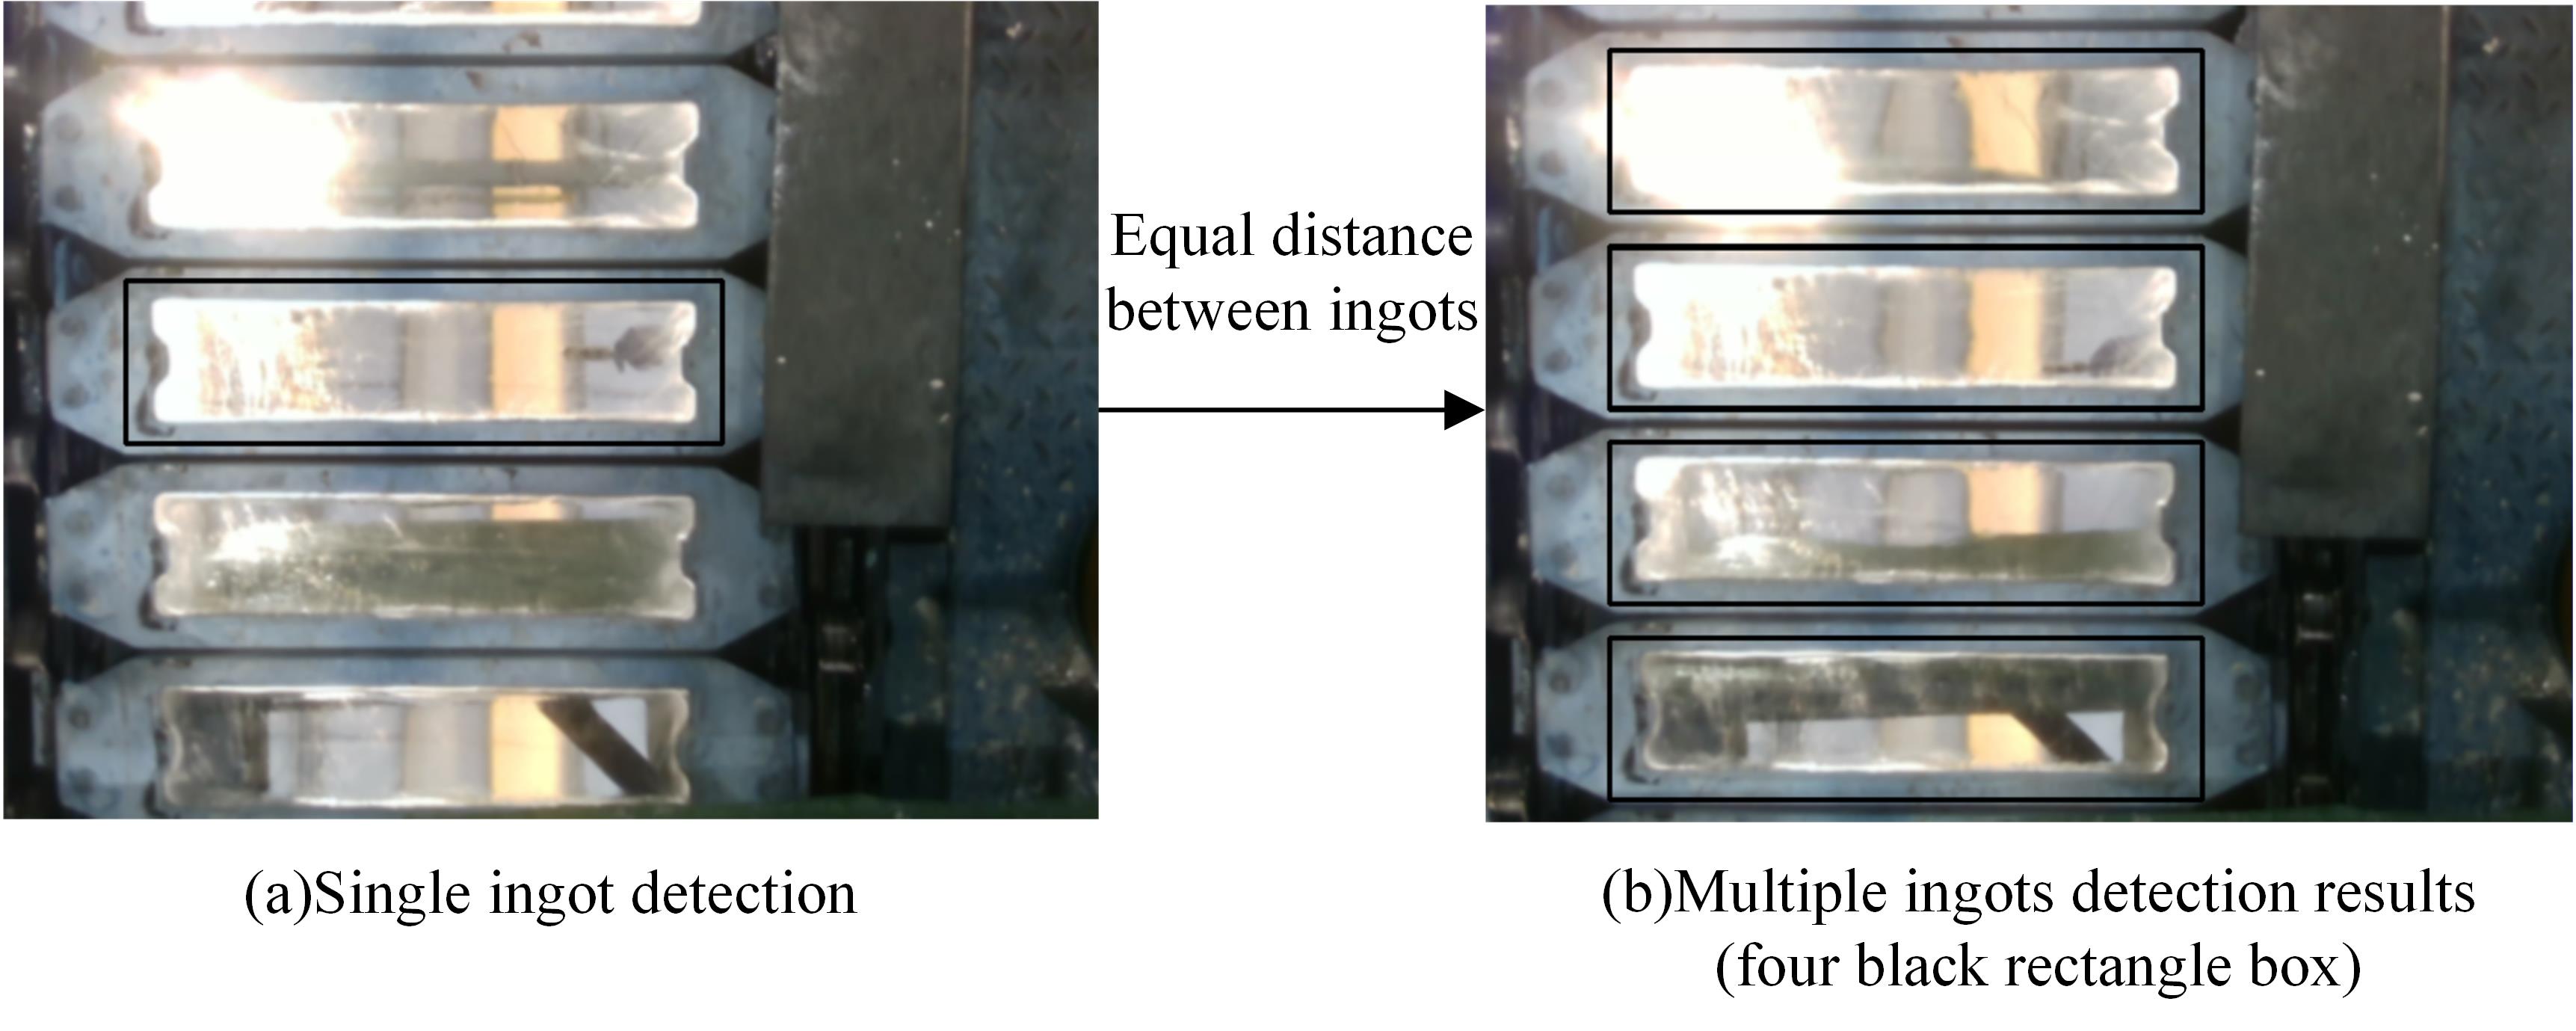 Equal distance
between ingots
(a)Single ingot detection
(b)Multiple ingots detection results
(four black rectangle box)